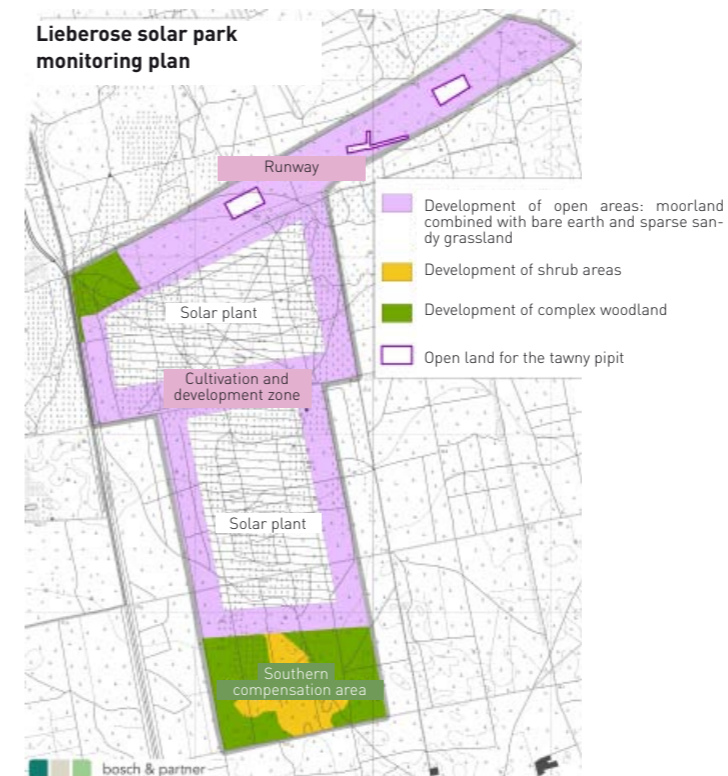 Lieberose solar park
monitoring plan
Runway
Development of open areas: moorland
combined with bare earth and sparse san-
dy grassland
Development of shrub areas
Development of complex woodland
Open land for the tawny pipit
Solar plant
Cultivation and
development zone
Solar plant
Southern
compensation area
bosch & partner